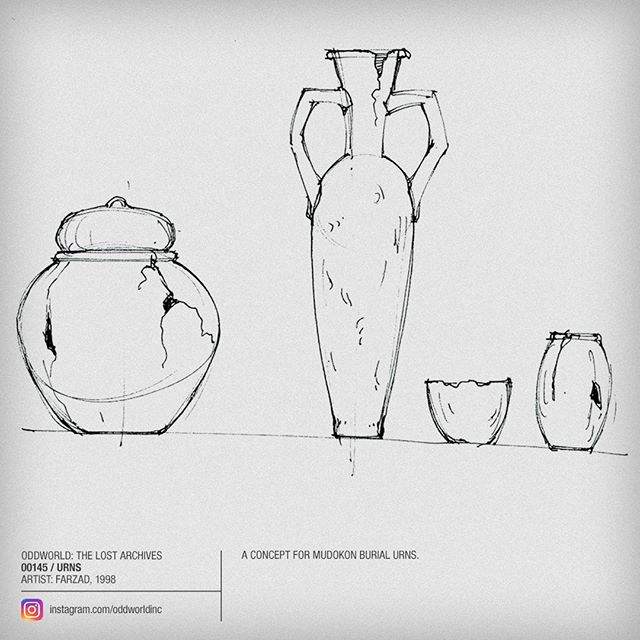 ODDWORLD: THE LOST ARCHIVES
00145 / URNS
ARTIST: FARZAD, 1998
instagram.com/oddworldinc
A CONCEPT FOR MUDOKON BURIAL URNS.